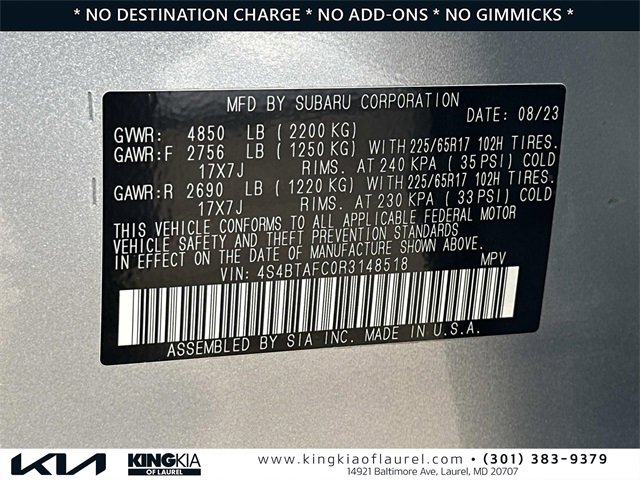 * NO DESTINATION CHARGE * NO ADD-ONS * NO GIMMICKS *
MFD BY SUBARU CORPORATION
DATE: 08/23
GVWR: 4850 LB ( 2200 KG)
GAWR:F 2756 LB ( 1250 KG) WITH 225/65R17 102H TIRES.
17X7J RIMS. AT 240 KPA ( 35 PSI) COLD
GAWR:R 2690 LB ( 1220 KG) WITH 225/65R17 102H TIRES.
17X7J RIMS. AT 230 KPA ( 33 PSI) COLD
THIS VEHICLE CONFORMS TO ALL APPLICABLE FEDERAL MOTOR
VEHICLE SAFETY AND THEFT PREVENTION STANDARDS
IN EFFECT ON THE DATE OF MANUFACTURE SHOWN ABOVE.
VIN: 4S4BTAFC0R3148518 MPV
ASSEMBLED BY SIA INC. MADE IN U.S.A.
KIA KING KIA OF LAUREL
www.kingkiaoflaurel.com • (301) 383-9379
14921 Baltimore Ave, Laurel, MD 20707